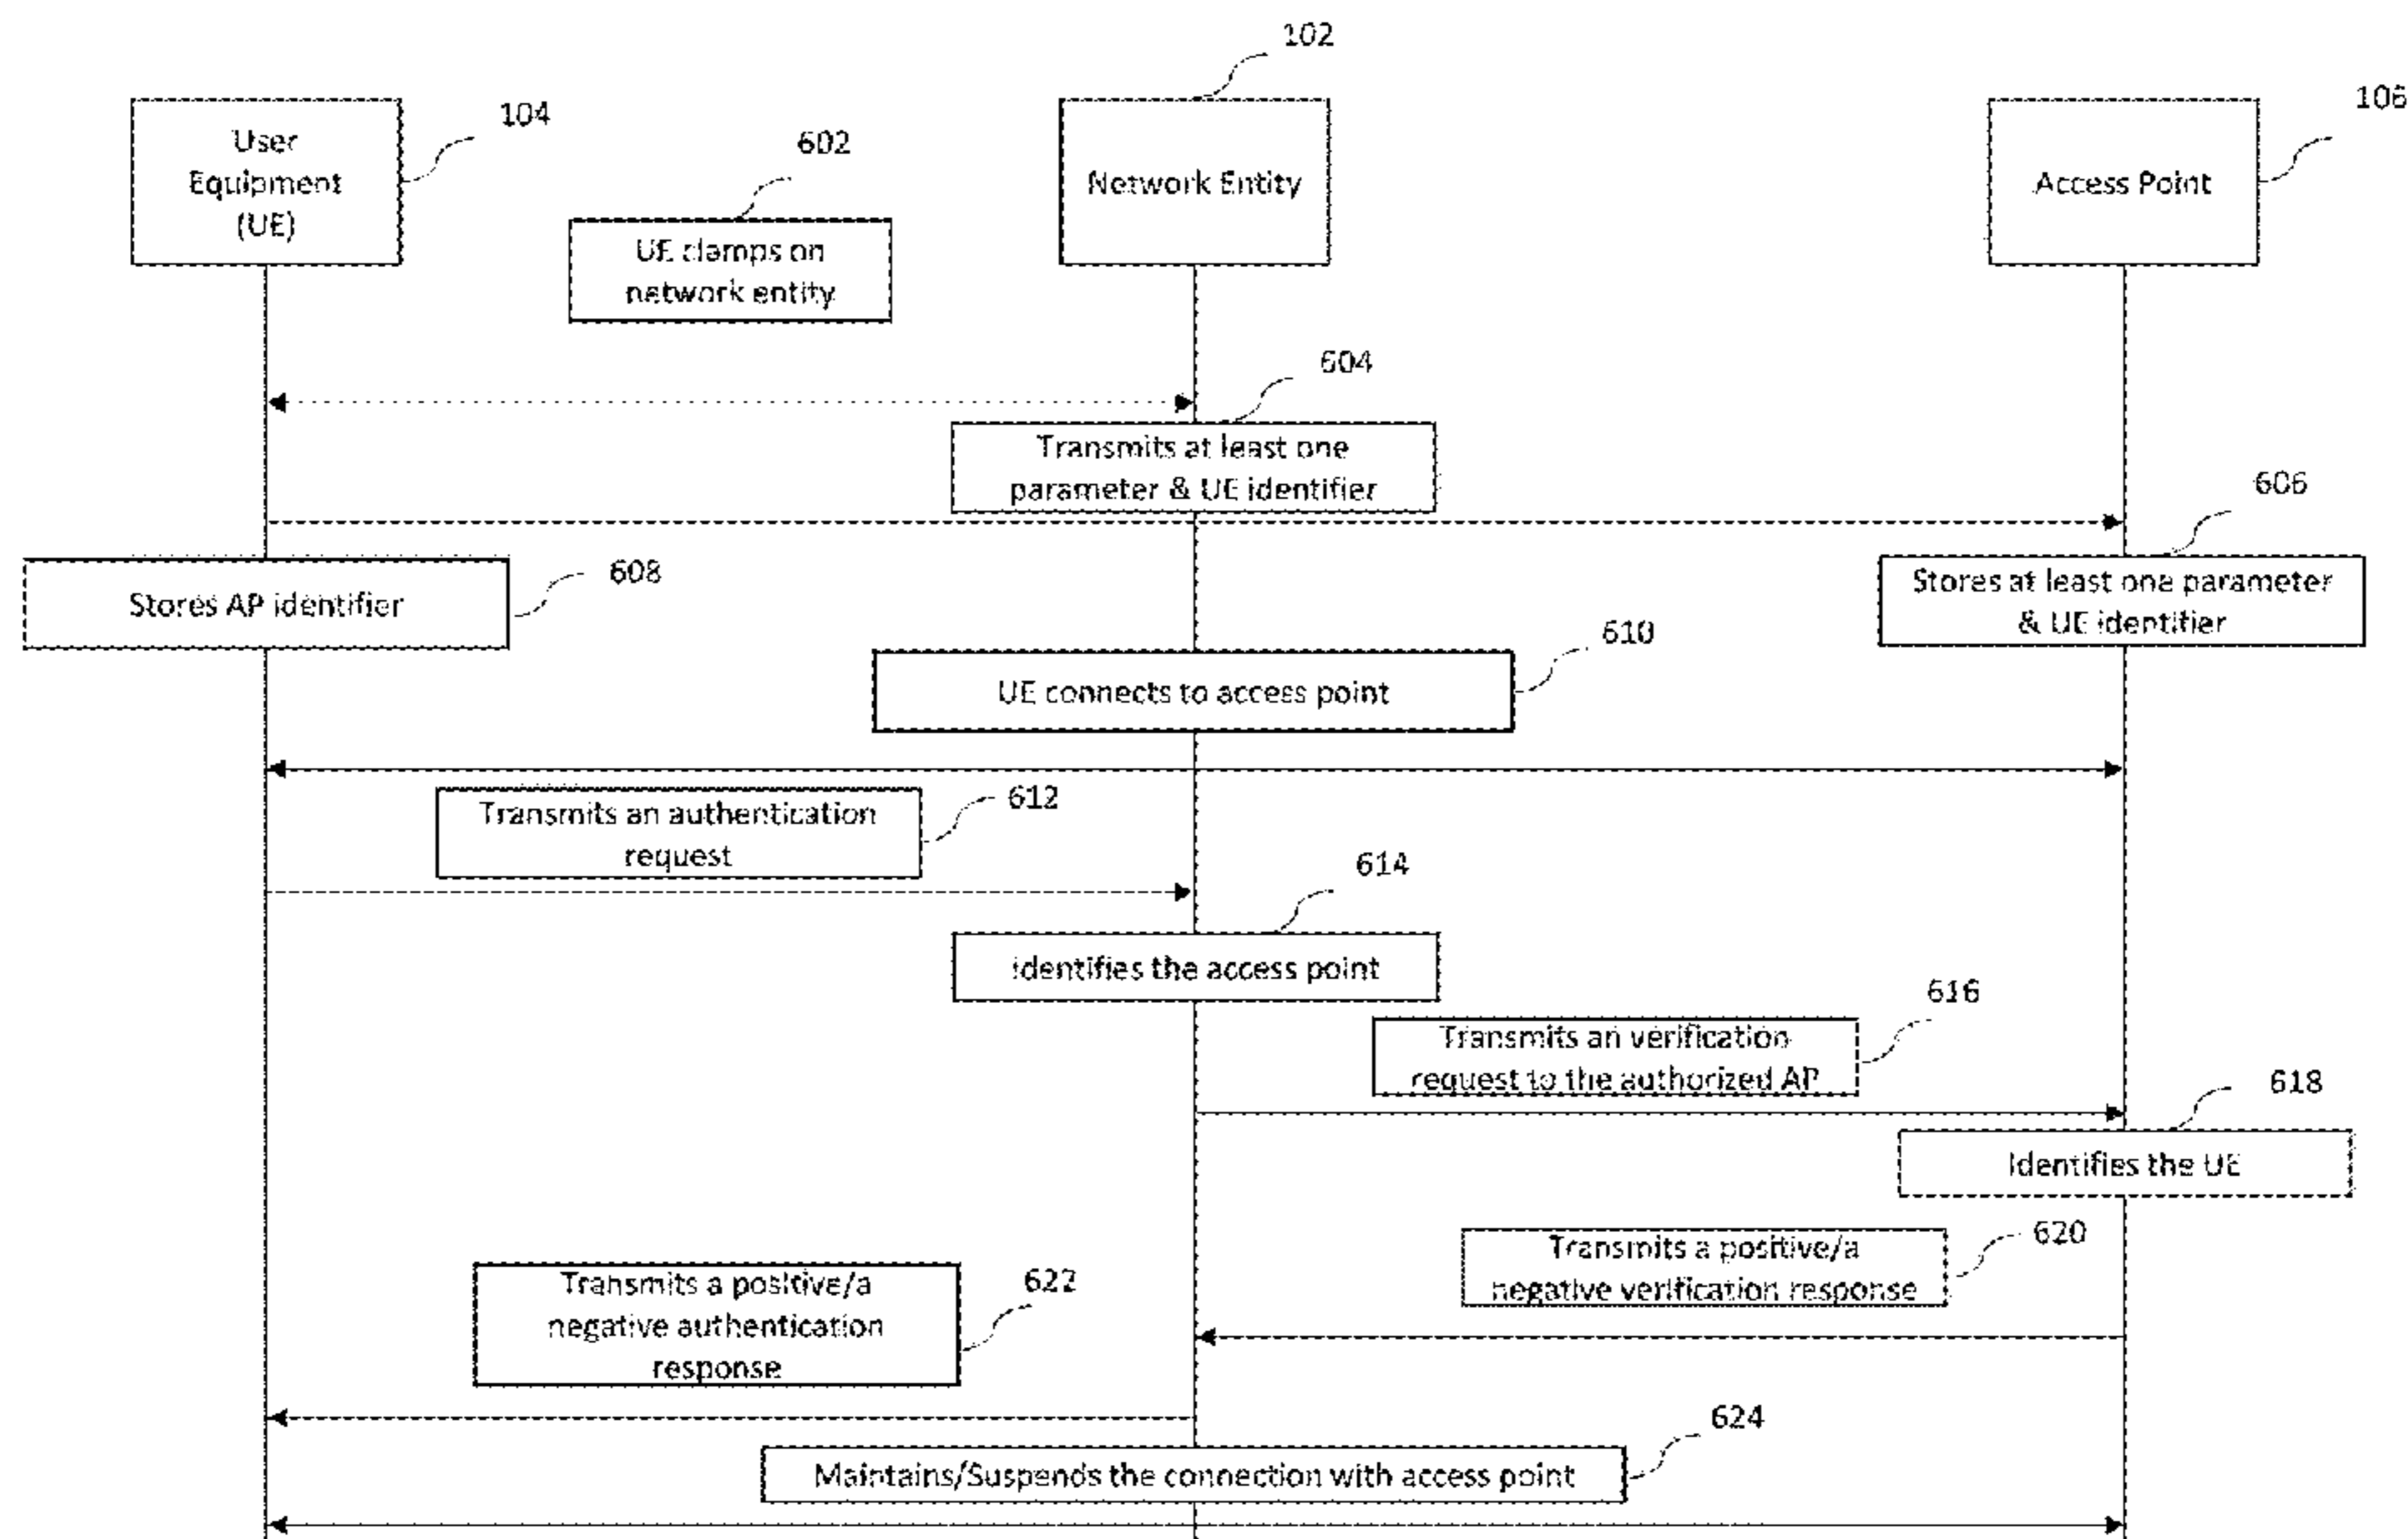 102
104
106
User
Equipment
(UE)
Network Entity
Access Point
602
UE clamps on
network entity
604
Transmits at least one
parameter & UE identifier
606
Stores at least one parameter
& UE identifier
608
Stores AP identifier
610
UE connects to access point
612
Transmits an authentication
request
614
Identifies the access point
616
Transmits an verification
request to the authorized AP
618
Identifies the UE
620
Transmits a positive/a
negative verification response
622
Transmits a positive/a
negative authentication
response
624
Maintains/Suspends the connection with access point